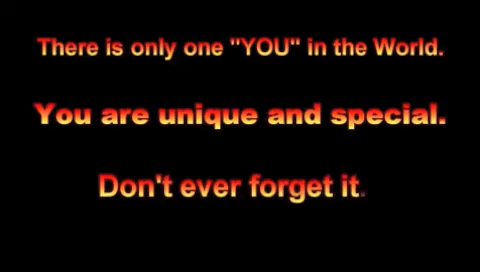 There is only one "YOU" in the World.
You are unique and special.
Don't ever forget it.